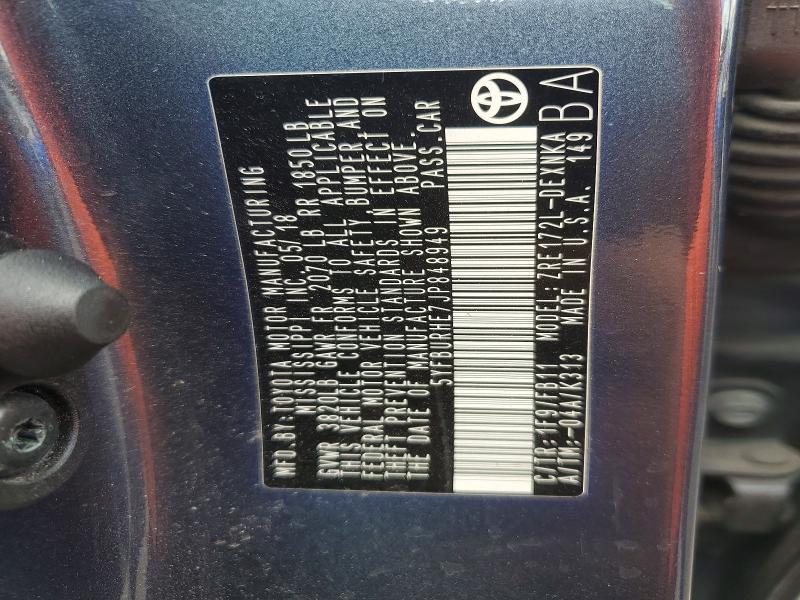 MFD.BY: TOYOTA MOTOR MANUFACTURING
MISSISSIPPI INC. 05/18
GVWR 3820LB GAWR FR 2070 LB RR 1850LB
THIS VEHICLE CONFIRMS TO ALL APPLICABLE
FEDERAL MOTOR VEHICLE SAFETY, BUMPER AND
THEFT PREVENTION STANDARDS IN EFFECT ON
THE DATE OF MANUFACTURE SHOWN ABOVE.
5YFBURHE7JP848949 PASS.CAR
C/TR: 1F9/FB11 MODEL: ZRE172L-DEXNKA
A/TM:-04A/K313 MADE IN U.S.A. 149
BA